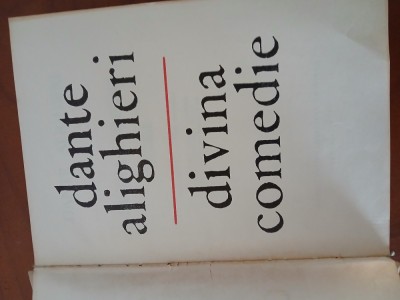 dante
alighieri
divina
comedie